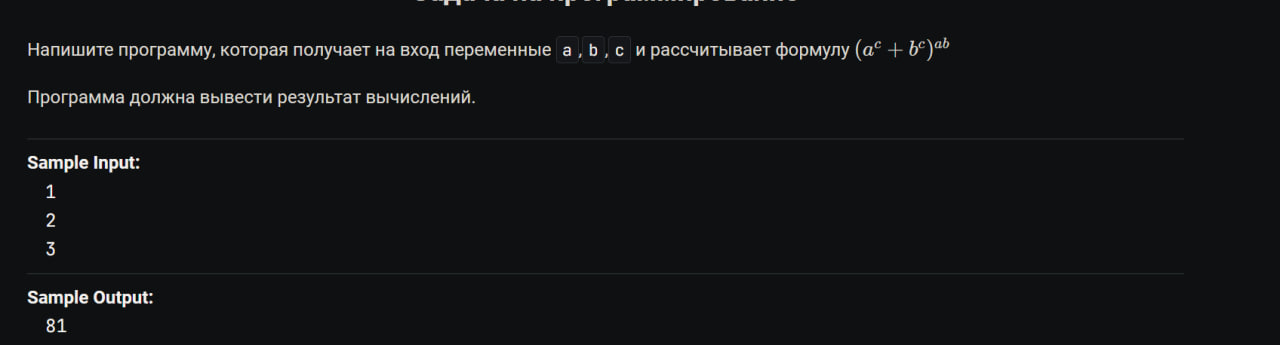 Напишите программу, которая получает на вход переменные a, b, c и рассчитывает формулу (a^c + b^c)^{ab}
Программа должна вывести результат вычислений.
Sample Input:
1
2
3
Sample Output:
81